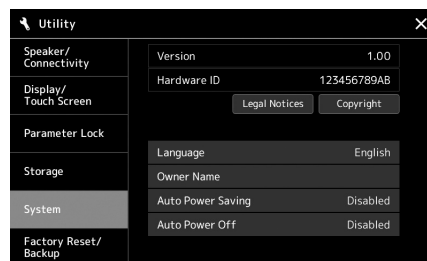 Utility
Speaker/
Connectivity
Display/
Touch Screen
Parameter Lock
Storage
System
Factory Reset/
Backup
Version 1.00
Hardware ID 123456789AB
Legal Notices Copyright
Language English
Owner Name
Auto Power Saving Disabled
Auto Power Off Disabled